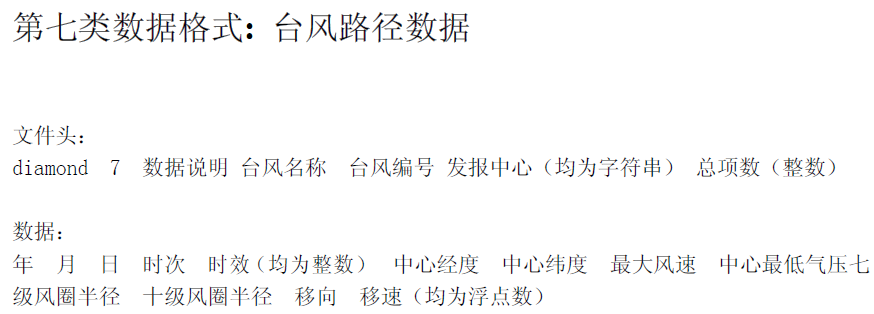 第七类数据格式：台风路径数据
文件头：
diamond 7 数据说明 台风名称 台风编号 发报中心（均为字符串） 总项数（整数）
数据：
年 月 日 时次 时效（均为整数） 中心经度 中心纬度 最大风速 中心最低气压七
级风圈半径 十级风圈半径 移向 移速（均为浮点数）